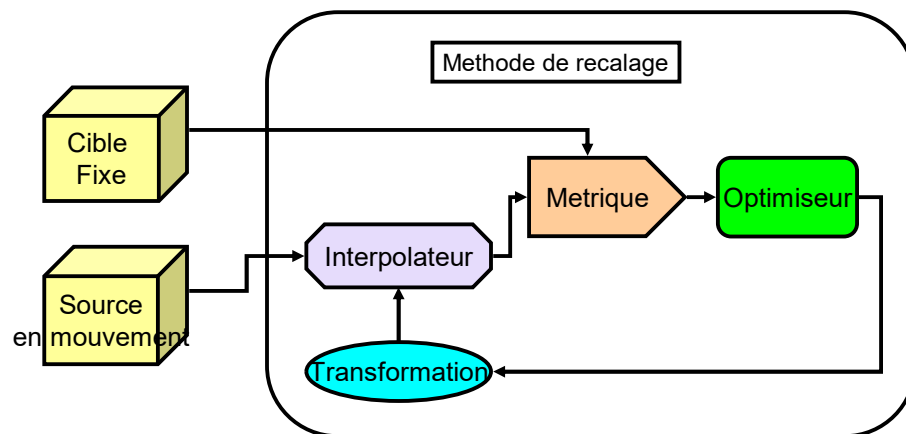 Methode de recalage
Cible
Fixe
Metrique
Optimiseur
Interpolateur
Source
en mouvement
Transformation